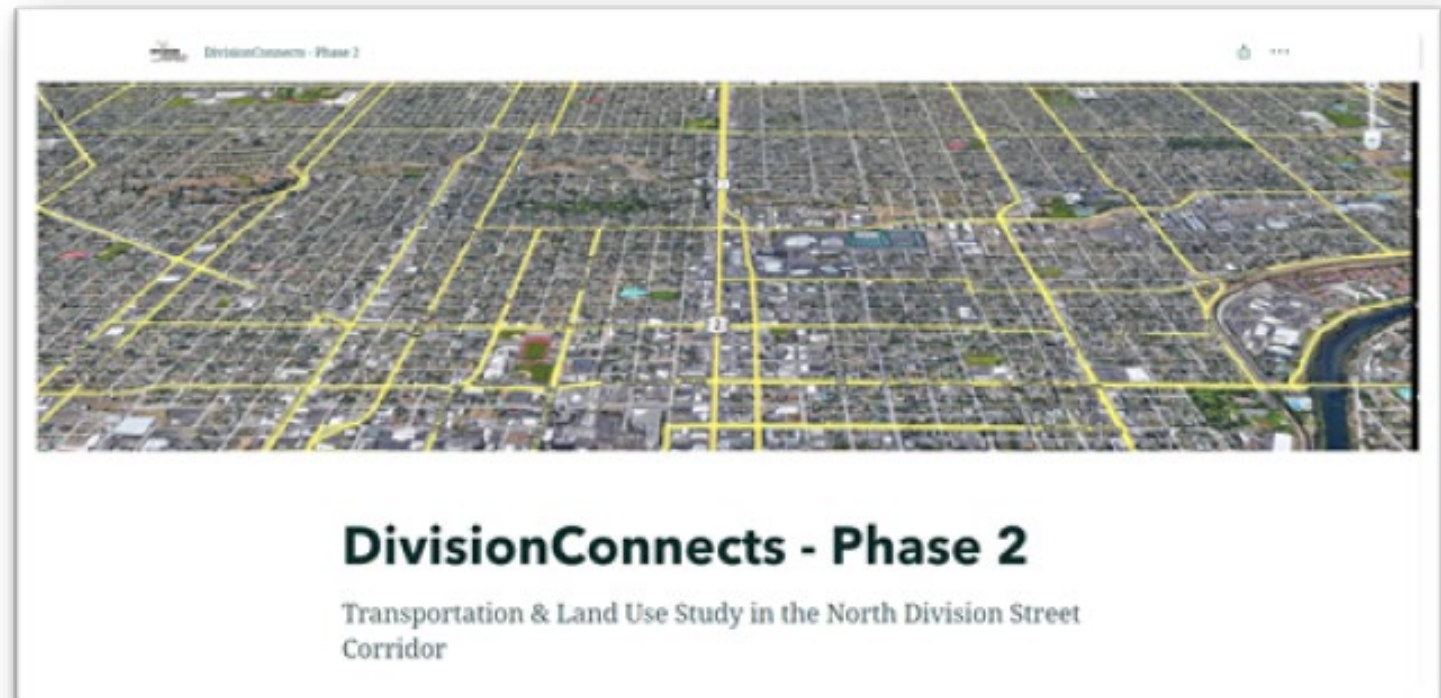 DivisionConnects - Phase 2
DivisionConnects - Phase 2
Transportation & Land Use Study in the North Division Street
Corridor